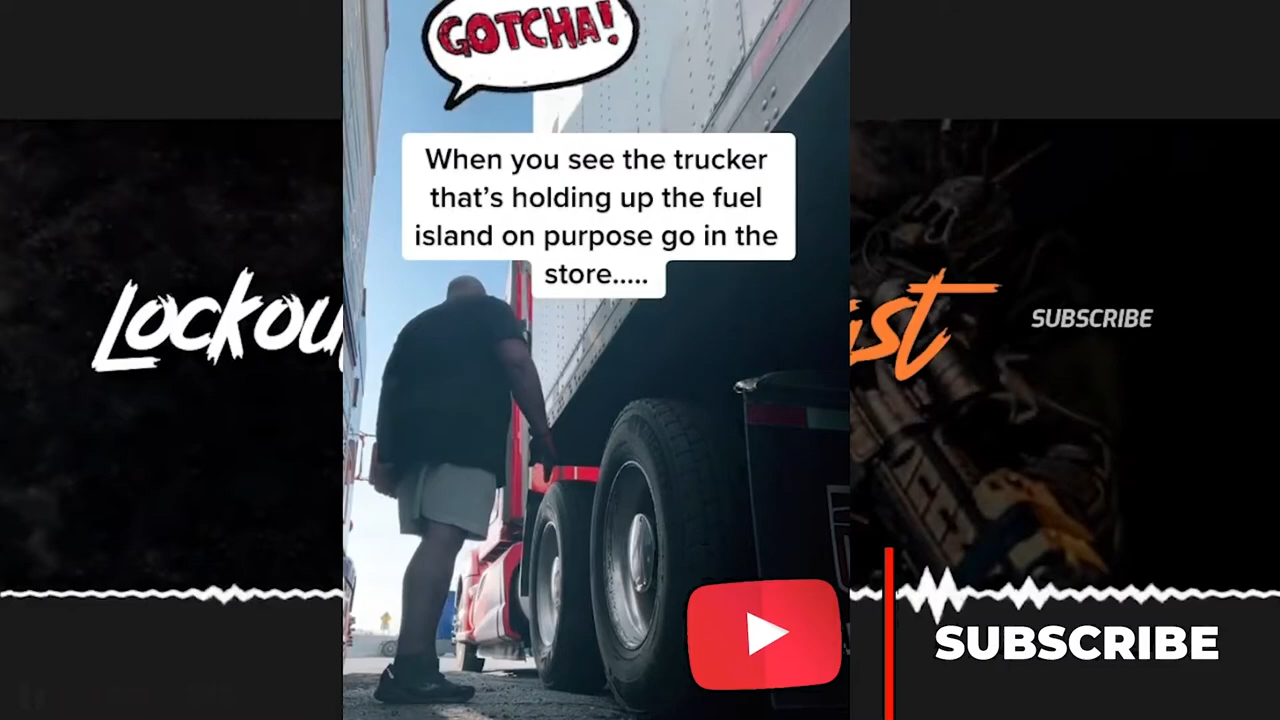 GOTCHA!
When you see the trucker
that's holding up the fuel
island on purpose go in the
store.....
Lockou
st
SUBSCRIBE
SUBSCRIBE